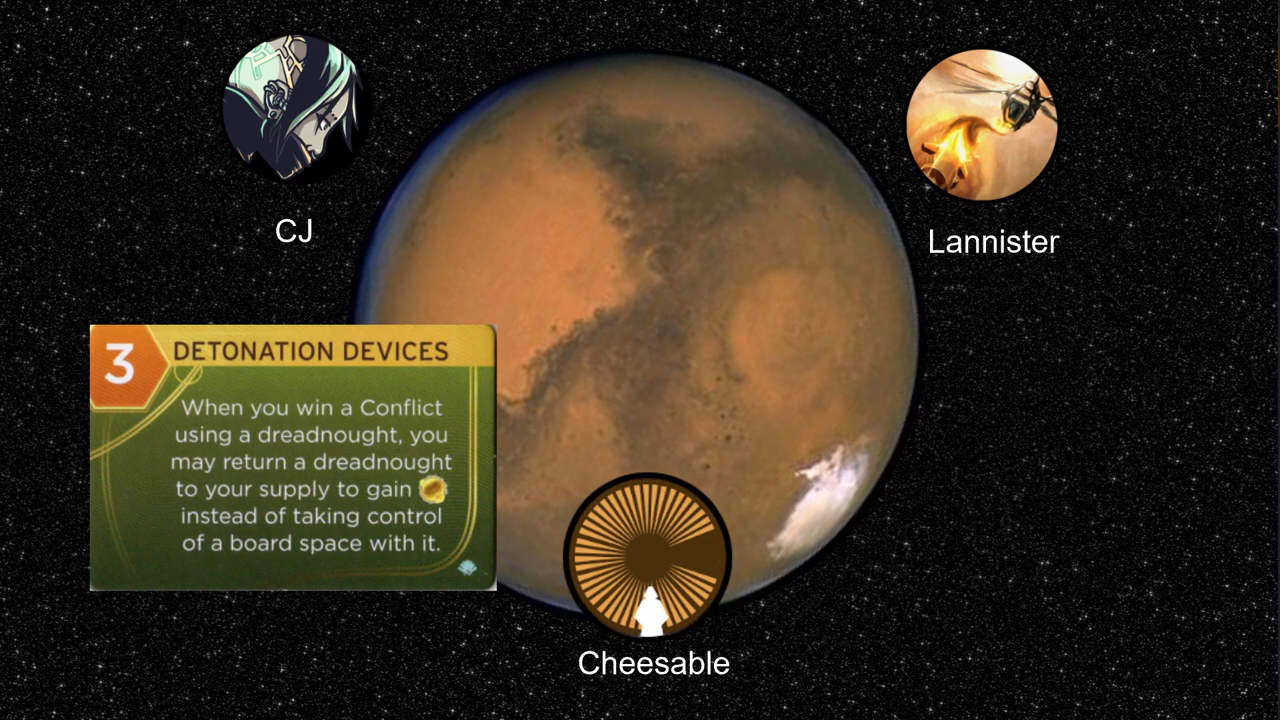 CJ
Lannister
3
DETONATION DEVICES
When you win a Conflict
using a dreadnought, you
may return a dreadnought
to your supply to gain
instead of taking control
of a board space with it.
Cheesable